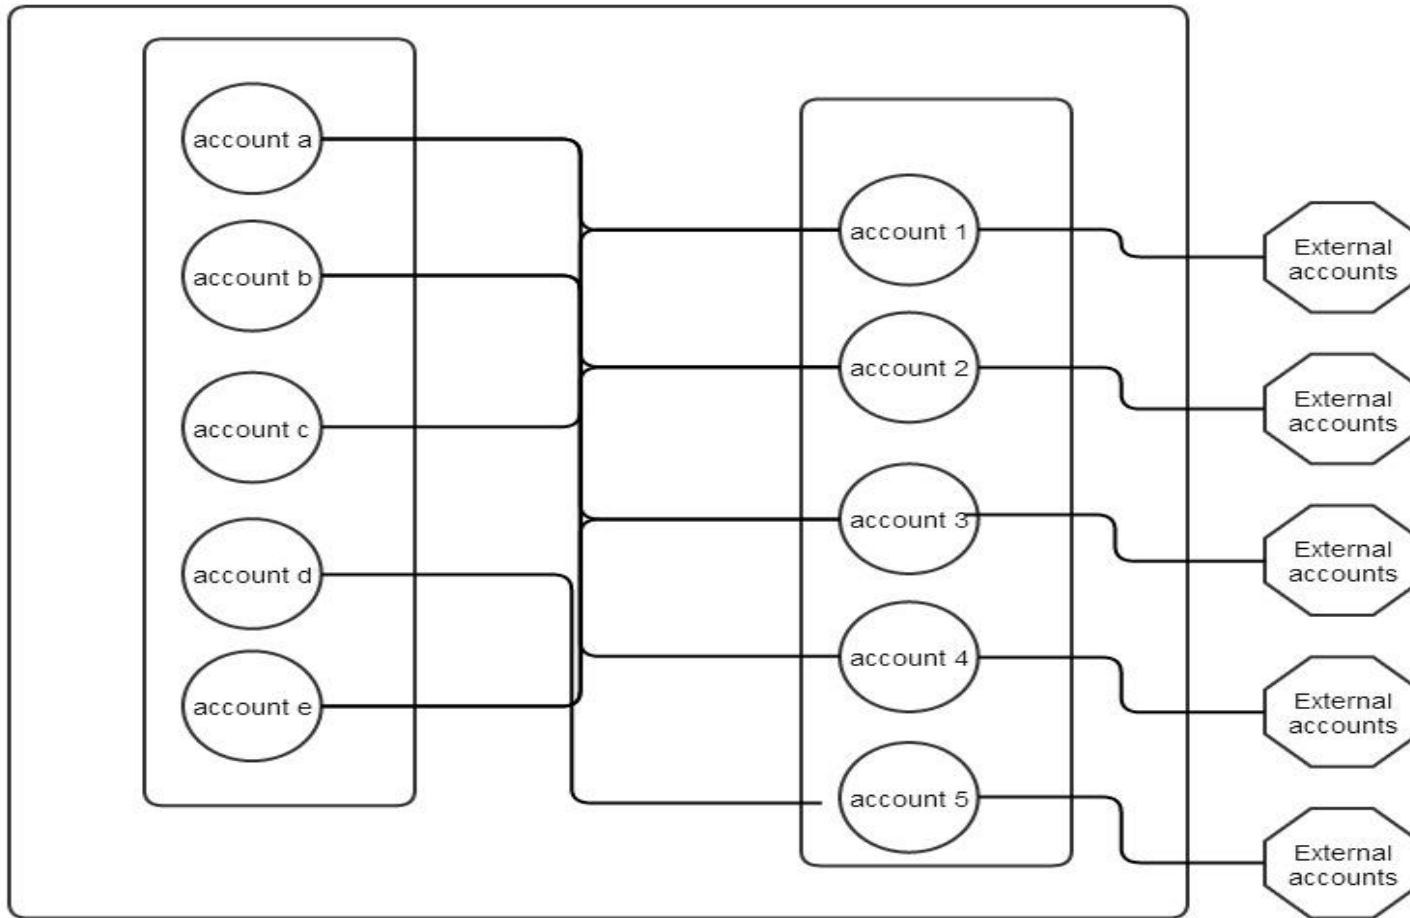 account a
account b
account c
account d
account e
account 1
account 2
account 3
account 4
account 5
External
accounts
External
accounts
External
accounts
External
accounts
External
accounts